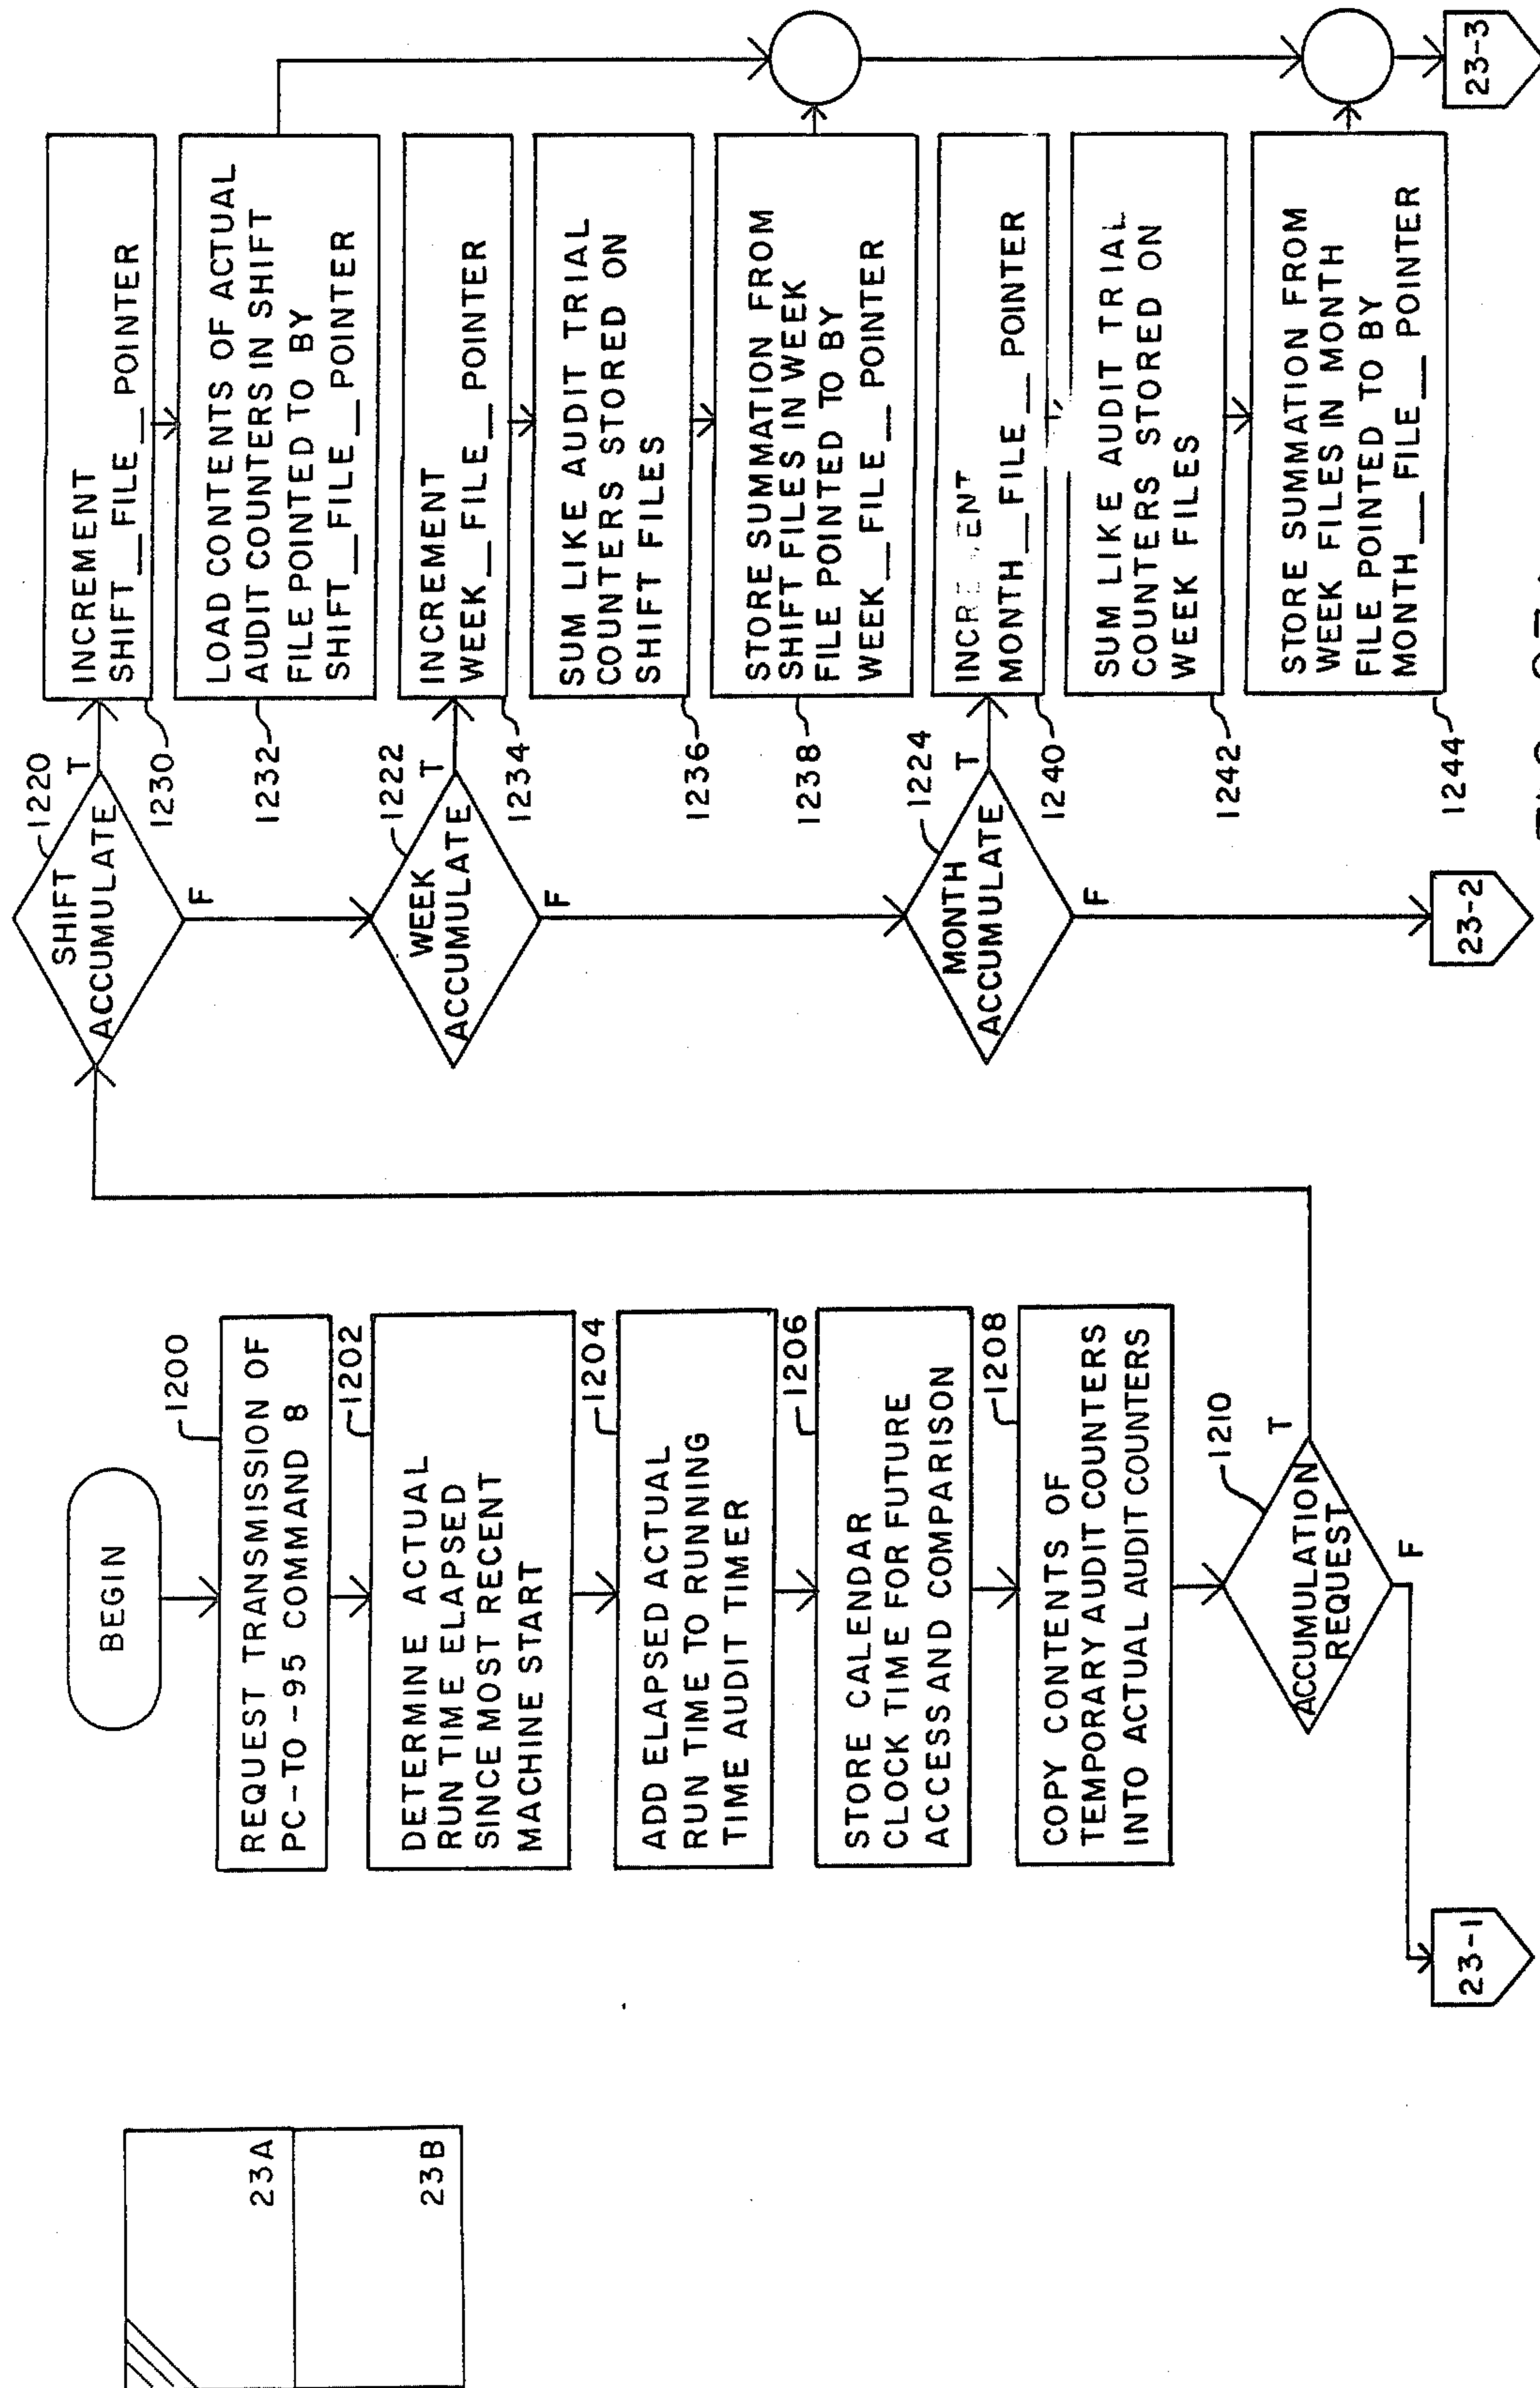 23A
23B
BEGIN
1200
REQUEST TRANSMISSION OF
PC-TO-95 COMMAND 8
1202
DETERMINE ACTUAL
RUN TIME ELAPSED
SINCE MOST RECENT
MACHINE START
1204
ADD ELAPSED ACTUAL
RUN TIME TO RUNNING
TIME AUDIT TIMER
1206
STORE CALENDAR
CLOCK TIME FOR FUTURE
ACCESS AND COMPARISON
1208
COPY CONTENTS OF
TEMPORARY AUDIT COUNTERS
INTO ACTUAL AUDIT COUNTERS
1210
ACCUMULATION
REQUEST
T
F
23-1
1220
SHIFT
ACCUMULATE
T
F
1230
INCREMENT
SHIFT_FILE_POINTER
1232
LOAD CONTENTS OF ACTUAL
AUDIT COUNTERS IN SHIFT
FILE POINTED TO BY
SHIFT_FILE_POINTER
1222
WEEK
ACCUMULATE
T
F
1234
INCREMENT
WEEK_FILE_POINTER
1236
SUM LIKE AUDIT TRIAL
COUNTERS STORED ON
SHIFT FILES
1238
STORE SUMMATION FROM
SHIFT FILES IN WEEK
FILE POINTED TO BY
WEEK_FILE_POINTER
1224
MONTH
ACCUMULATE
T
F
1240
MONTH_FILE_POINTER
1242
SUM LIKE AUDIT TRIAL
COUNTERS STORED ON
WEEK FILES
1244
STORE SUMMATION FROM
WEEK FILES IN MONTH
FILE POINTED TO BY
MONTH_FILE_POINTER
23-2
23-3